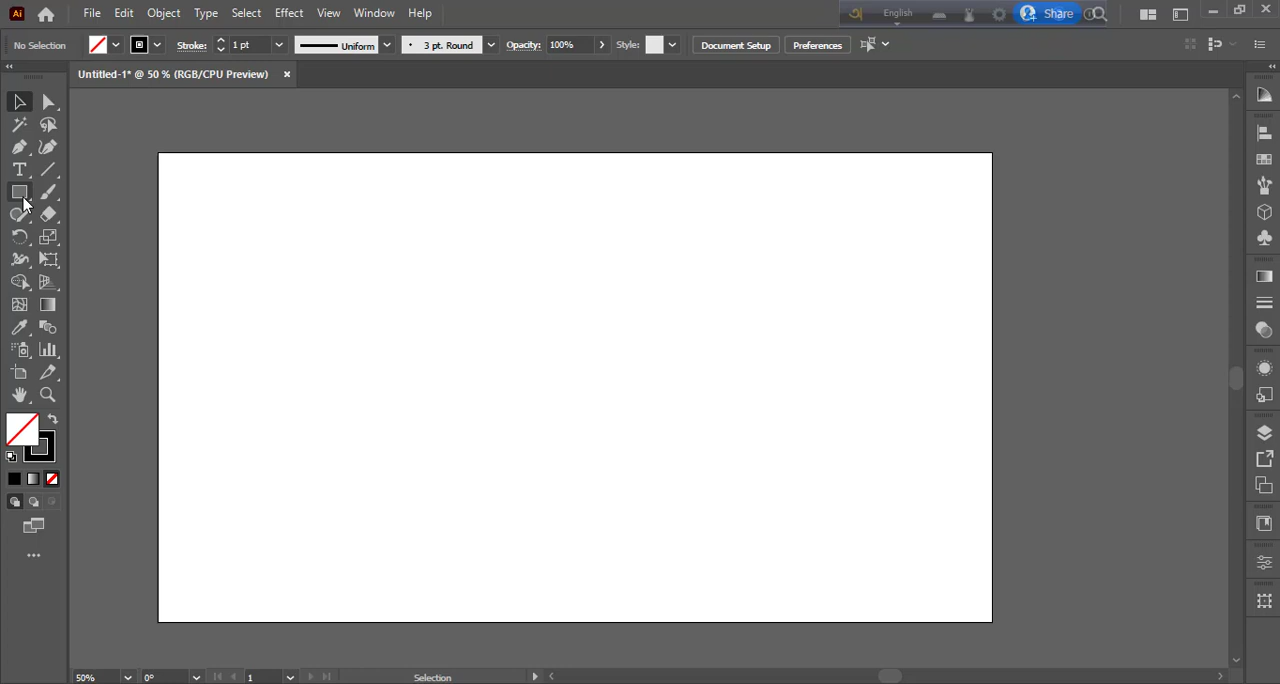 Ai File Edit Object Type Select Effect View Window Help English Share
No Selection Stroke: 1 pt Uniform 3 pt. Round Opacity: 100% Style: Document Setup Preferences
Untitled-1* @ 50 % (RGB/CPU Preview) ×
T
50% 0° 1 Selection